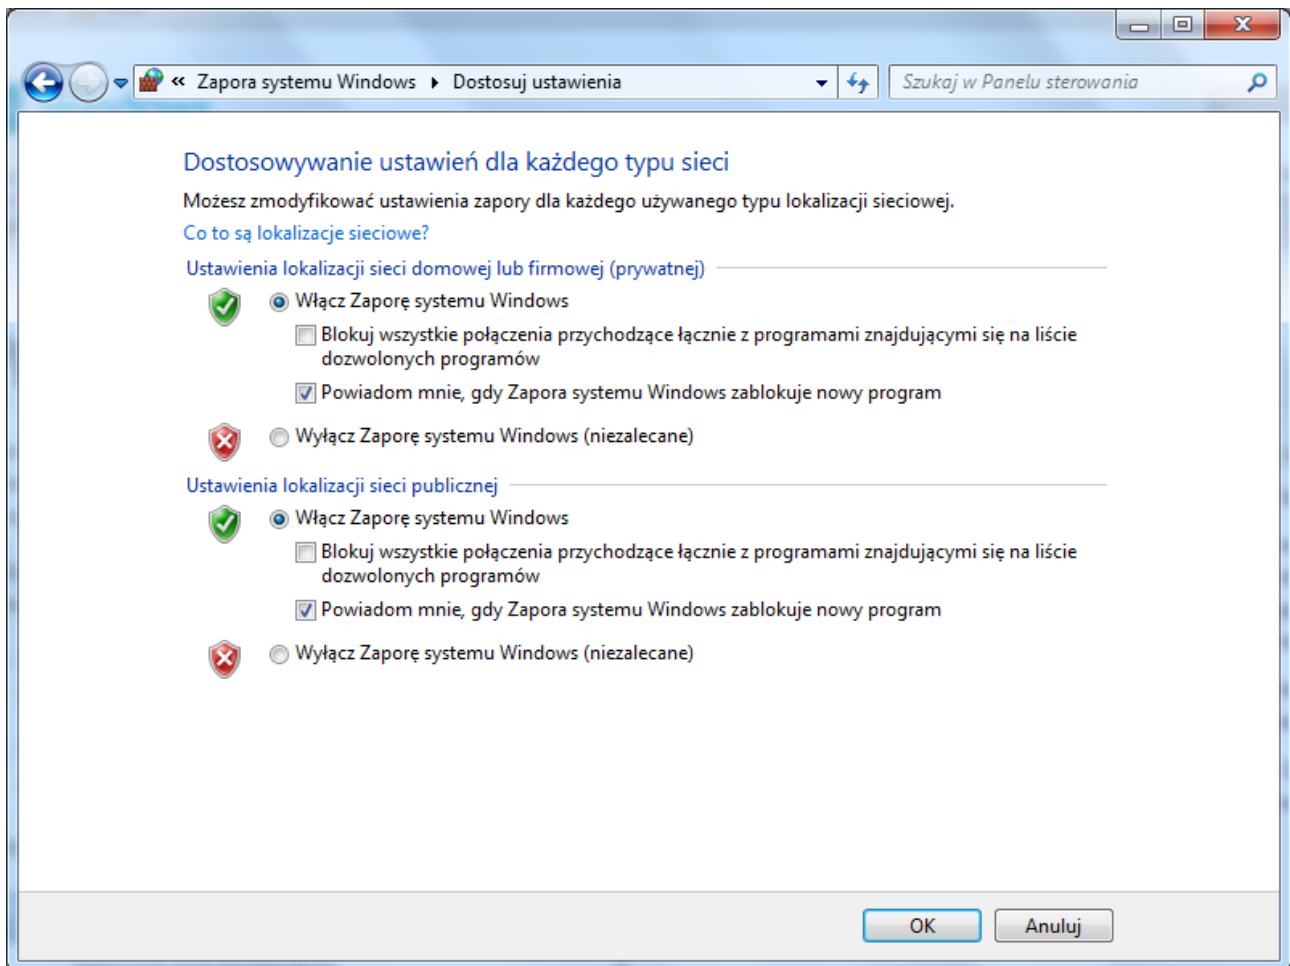 « Zapora systemu Windows Dostosuj ustawienia Szukaj w Panelu sterowania
Dostosowywanie ustawień dla każdego typu sieci
Możesz zmodyfikować ustawienia zapory dla każdego używanego typu lokalizacji sieciowej.
Co to są lokalizacje sieciowe?
Ustawienia lokalizacji sieci domowej lub firmowej (prywatnej)
Włącz Zaporę systemu Windows
Blokuj wszystkie połączenia przychodzące łącznie z programami znajdującymi się na liście
dozwolonych programów
Powiadom mnie, gdy Zapora systemu Windows zablokuje nowy program
Wyłącz Zaporę systemu Windows (niezalecane)
Ustawienia lokalizacji sieci publicznej
Włącz Zaporę systemu Windows
Blokuj wszystkie połączenia przychodzące łącznie z programami znajdującymi się na liście
dozwolonych programów
Powiadom mnie, gdy Zapora systemu Windows zablokuje nowy program
Wyłącz Zaporę systemu Windows (niezalecane)
OK Anuluj